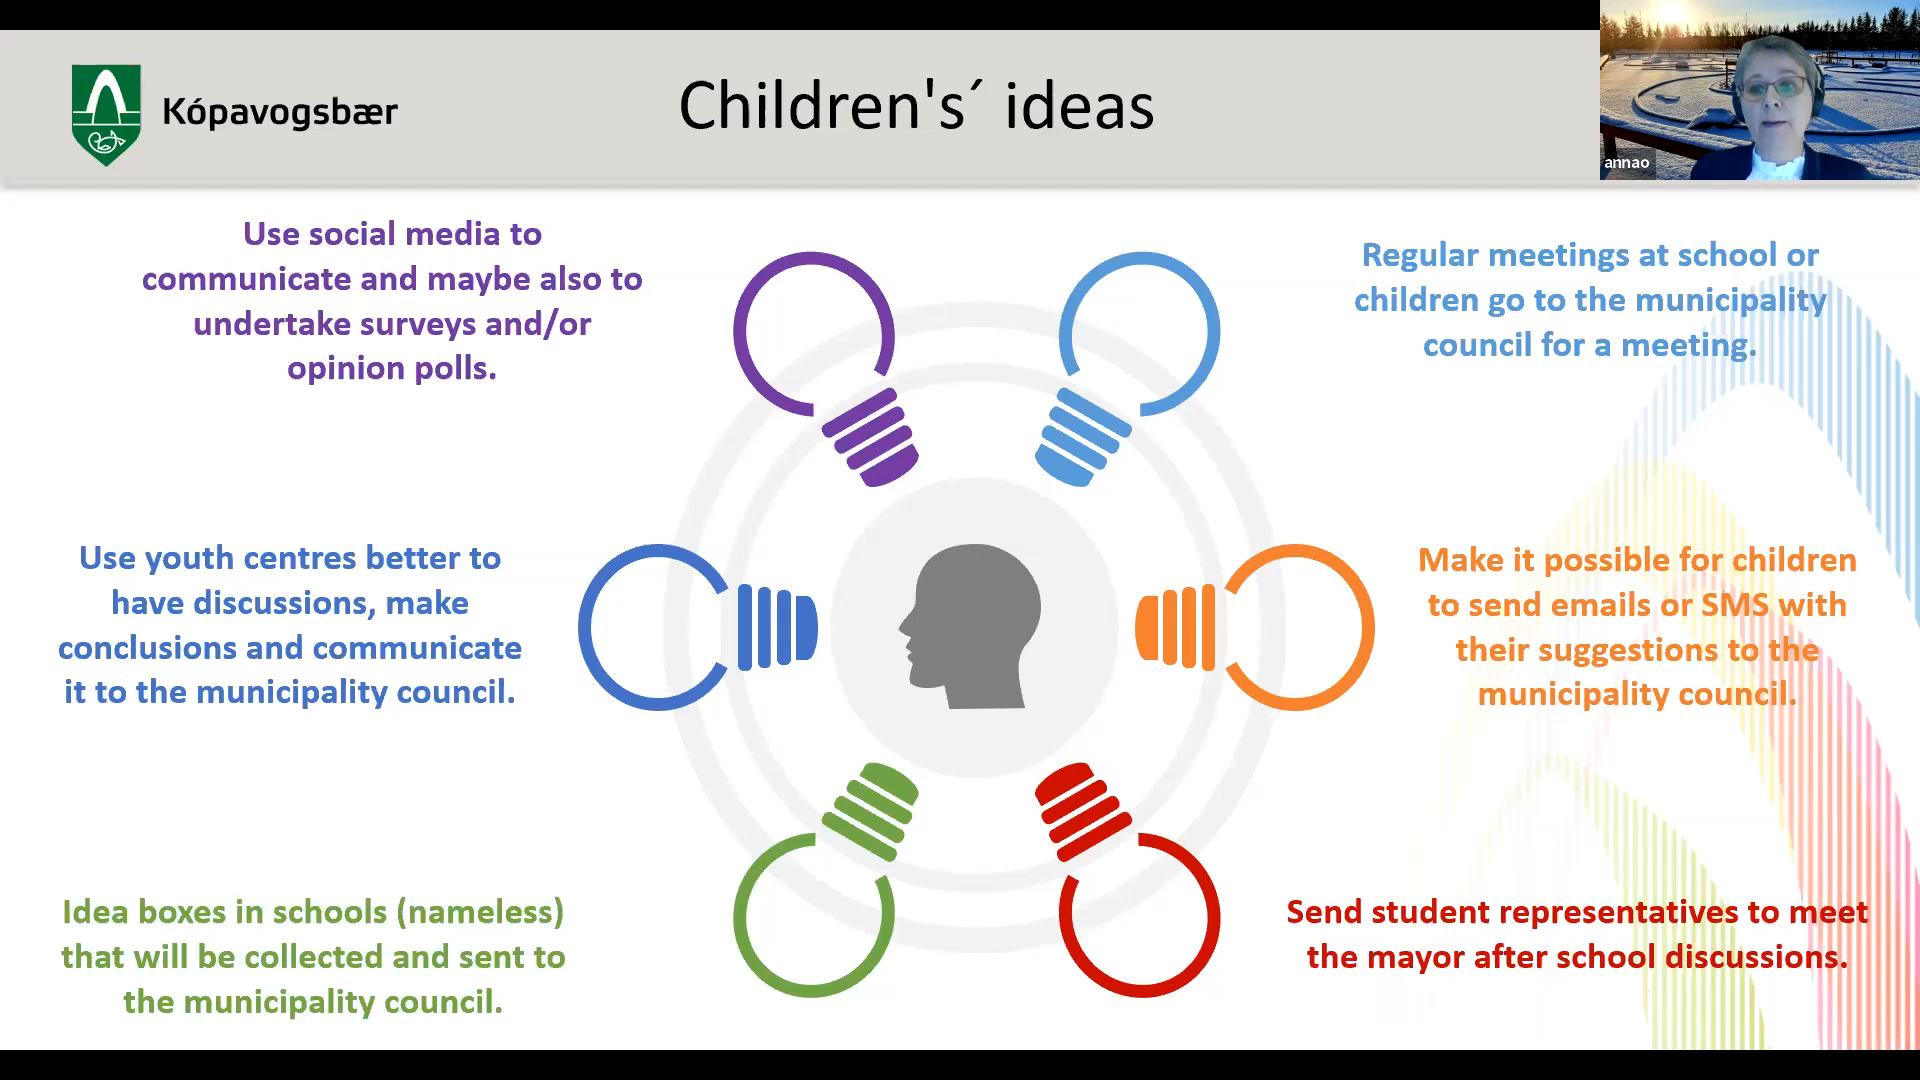 Kópavogsbær
Children's´ ideas
annao
Use social media to
communicate and maybe also to
undertake surveys and/or
opinion polls.
Regular meetings at school or
children go to the municipality
council for a meeting.
Use youth centres better to
have discussions, make
conclusions and communicate
it to the municipality council.
Make it possible for children
to send emails or SMS with
their suggestions to the
municipality council.
Idea boxes in schools (nameless)
that will be collected and sent to
the municipality council.
Send student representatives to meet
the mayor after school discussions.